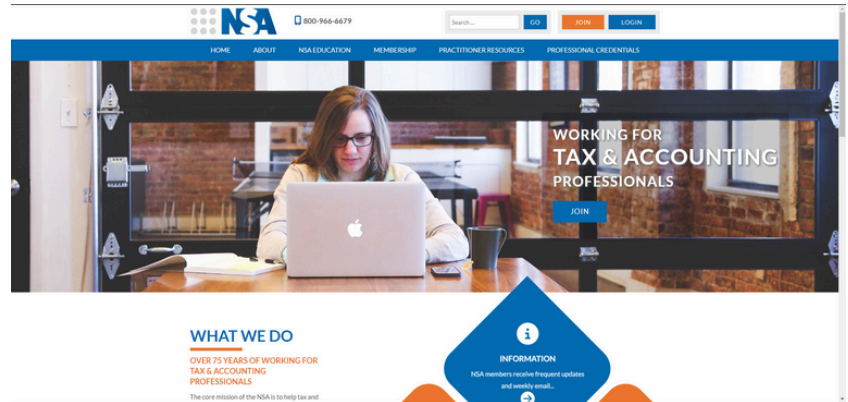 NSA
800-966-6679
Search....
GO
JOIN
LOGIN
HOME
ABOUT
NSA EDUCATION
MEMBERSHIP
PRACTITIONER RESOURCES
PROFESSIONAL CREDENTIALS
WORKING FOR
TAX & ACCOUNTING
PROFESSIONALS
JOIN
WHAT WE DO
OVER 75 YEARS OF WORKING FOR
TAX & ACCOUNTING
PROFESSIONALS
The core mission of the NSA is to help tax and
INFORMATION
NSA members receive frequent updates
and weekly email...